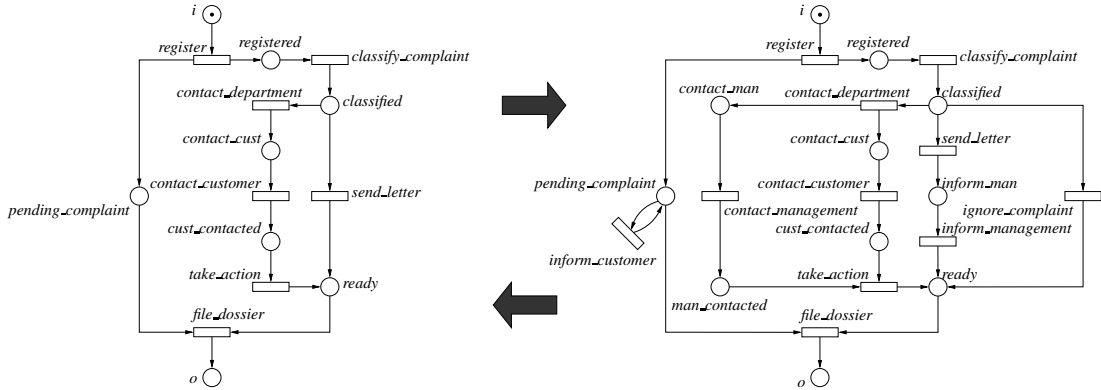 i
register
registered
classify_complaint
contact_department
classified
contact_cust
contact_customer
send_letter
pending_complaint
cust_contacted
take_action
ready
file_dossier
o
i
register
registered
classify_complaint
contact_man
contact_department
classified
contact_cust
send_letter
pending_complaint
contact_customer
inform_man
contact_management
ignore_complaint
cust_contacted
inform_management
inform_customer
take_action
ready
man_contacted
file_dossier
o